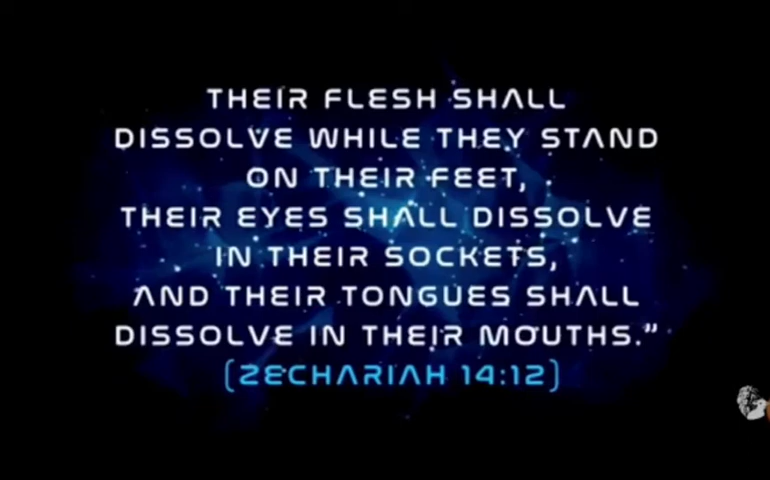 THEIR FLESH SHALL
DISSOLVE WHILE THEY STAND
ON THEIR FEET,
THEIR EYES SHALL DISSOLVE
IN THEIR SOCKETS,
AND THEIR TONGUES SHALL
DISSOLVE IN THEIR MOUTHS.”
(ZECHARIAH 14:12)